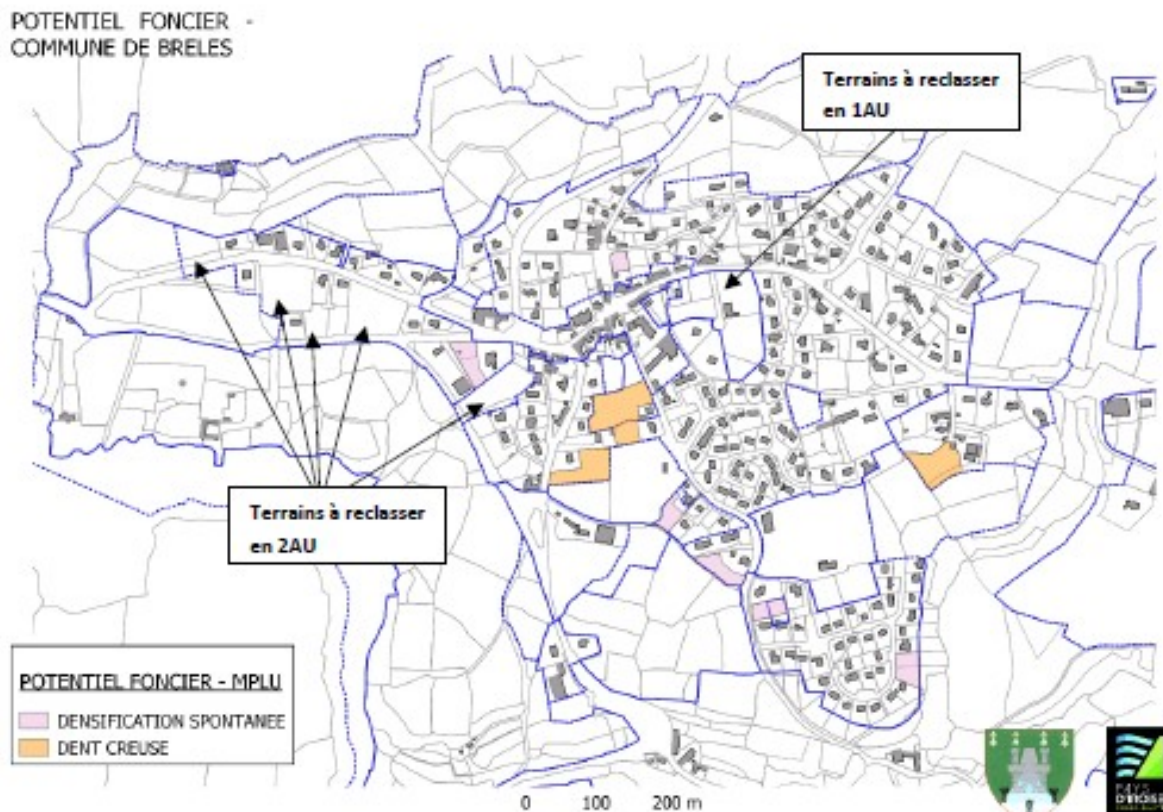 POTENTIEL FONCIER -
COMMUNE DE BRELES
Terrains à reclasser
en 1AU
Terrains à reclasser
en 2AU
POTENTIEL FONCIER - MPLU
DENSIFICATION SPONTANEE
DENT CREUSE
0 100 200 m
PAYS